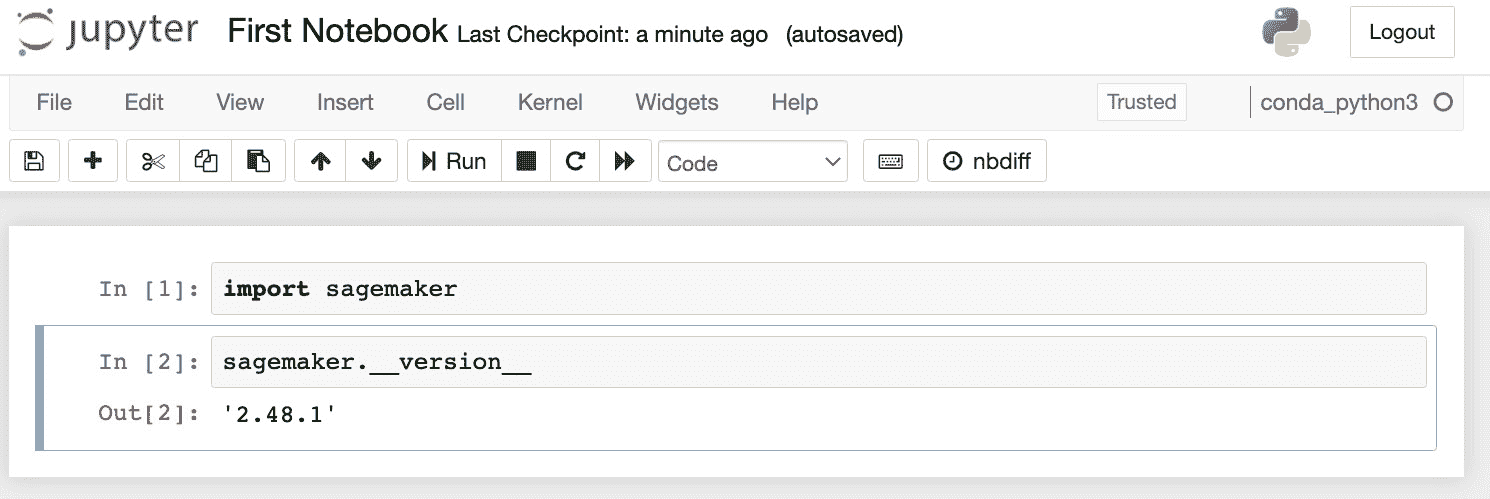 jupyter First Notebook Last Checkpoint: a minute ago (autosaved) Logout
File Edit View Insert Cell Kernel Widgets Help Trusted conda_python3
Run Code nbdiff
In [1]: import sagemaker
In [2]: sagemaker.__version__
Out[2]: '2.48.1'